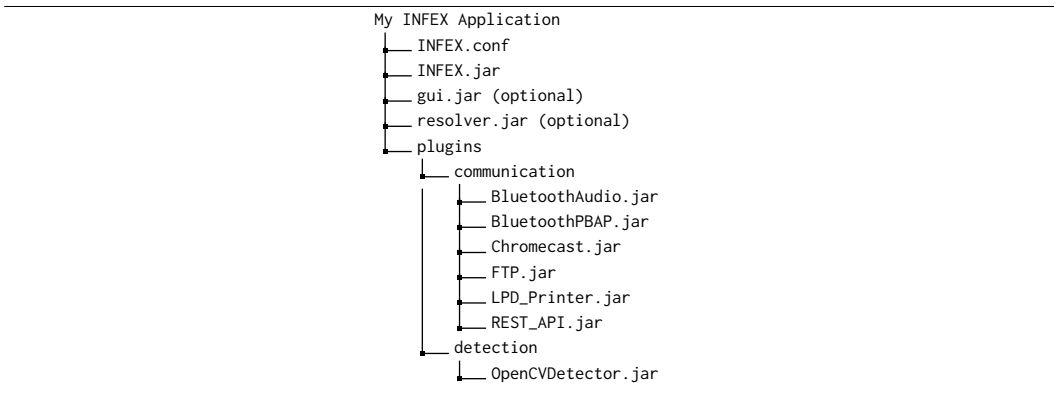 My INFEX Application
INFEX.conf
INFEX.jar
gui.jar (optional)
resolver.jar (optional)
plugins
communication
BluetoothAudio.jar
BluetoothPBAP.jar
Chromecast.jar
FTP.jar
LPD_Printer.jar
REST_API.jar
detection
OpenCVDetector.jar